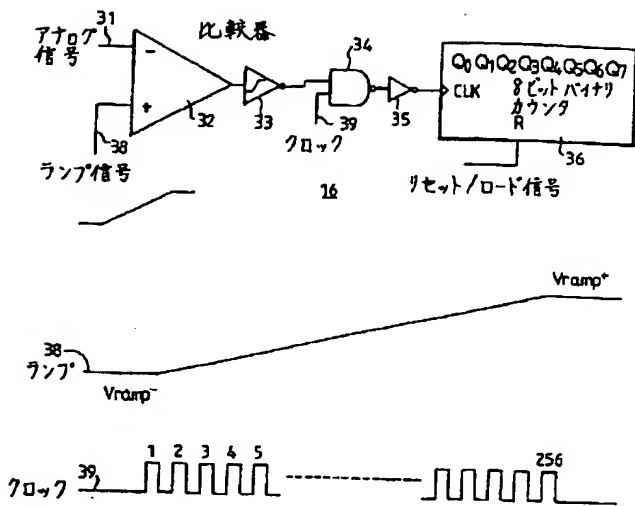 31
アナログ
信号
比較器
34
Q0 Q1 Q2 Q3 Q4 Q5 Q6 Q7
CLK
8ビットバイナリ
カウンタ
R
38
32
33
39
クロック
35
36
ランプ信号
16
リセット/ロード信号
Vramp+
38
ランプ
Vramp-
1 2 3 4 5
256
39
クロック